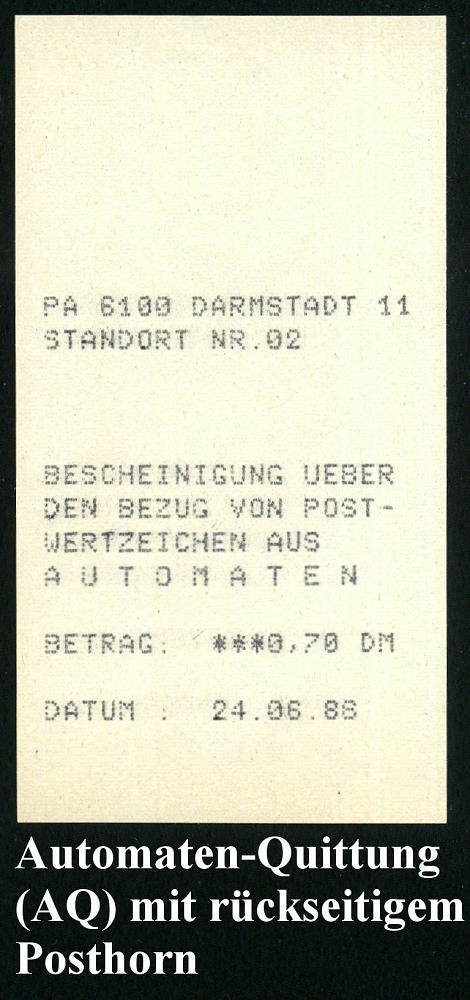 PA 6100 DARMSTADT 11
STANDORT NR.02
BESCHEINIGUNG UEBER
DEN BEZUG VON POST-
WERTZEICHEN AUS
A U T O M A T E N
BETRAG: ***0,70 DM
DATUM : 24.06.86
Automaten-Quittung
(AQ) mit rückseitigem
Posthorn